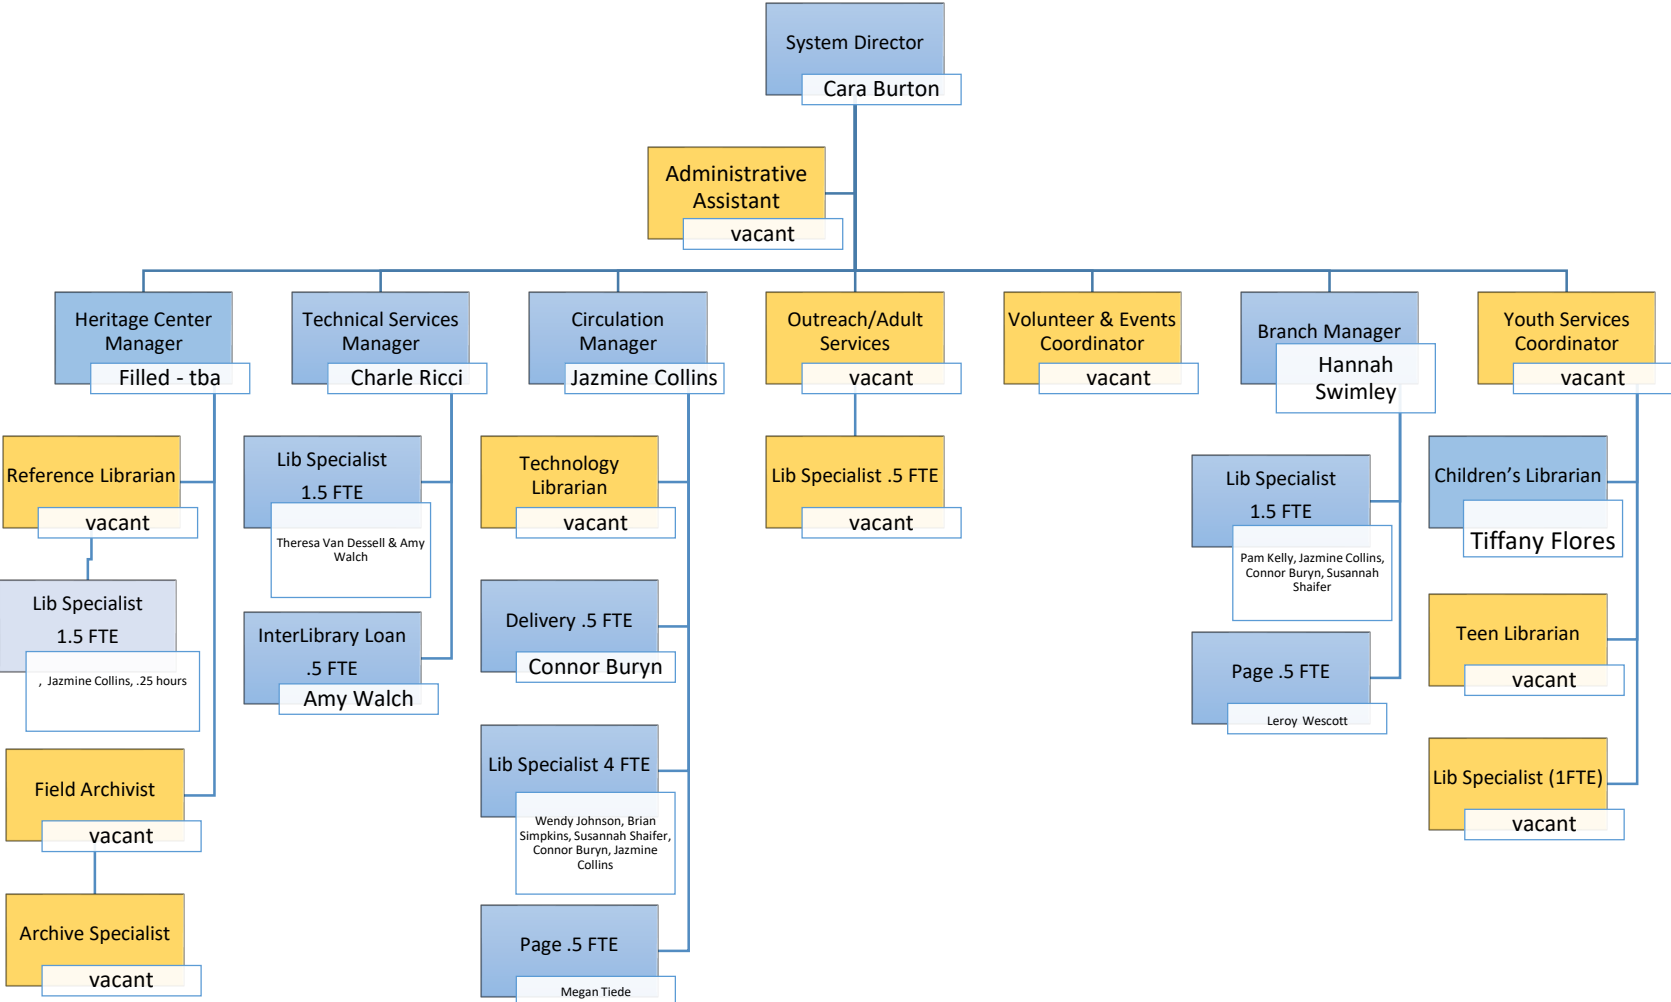 System Director
Cara Burton
Administrative
Assistant
vacant
Heritage Center
Manager
Filled - tba
Technical Services
Manager
Charle Ricci
Circulation
Manager
Jazmine Collins
Outreach/Adult
Services
vacant
Volunteer & Events
Coordinator
vacant
Branch Manager
Hannah
Swimley
Youth Services
Coordinator
vacant
Reference Librarian
vacant
Lib Specialist
1.5 FTE
, Jazmine Collins, .25 hours
Field Archivist
vacant
Archive Specialist
vacant
Lib Specialist
1.5 FTE
Theresa Van Dessell & Amy
Walch
InterLibrary Loan
.5 FTE
Amy Walch
Technology
Librarian
vacant
Delivery .5 FTE
Connor Buryn
Lib Specialist 4 FTE
Wendy Johnson, Brian
Simpkins, Susannah Shaifer,
Connor Buryn, Jazmine
Collins
Page .5 FTE
Megan Tiede
Lib Specialist .5 FTE
vacant
Lib Specialist
1.5 FTE
Pam Kelly, Jazmine Collins,
Connor Buryn, Susannah
Shaifer
Page .5 FTE
Leroy Wescott
Children’s Librarian
Tiffany Flores
Teen Librarian
vacant
Lib Specialist (1FTE)
vacant